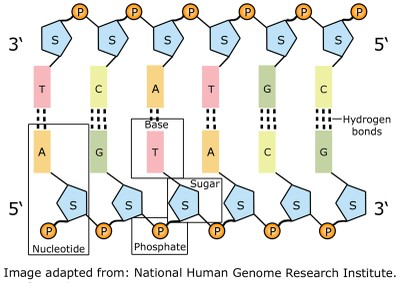 P P P P P P
3' S S S S S S 5'
T C A T G C
Hydrogen
bonds
Base
A G T A C G
Sugar
5' S S S S S S 3'
P P P P P P
Nucleotide Phosphate
Image adapted from: National Human Genome Research Institute.